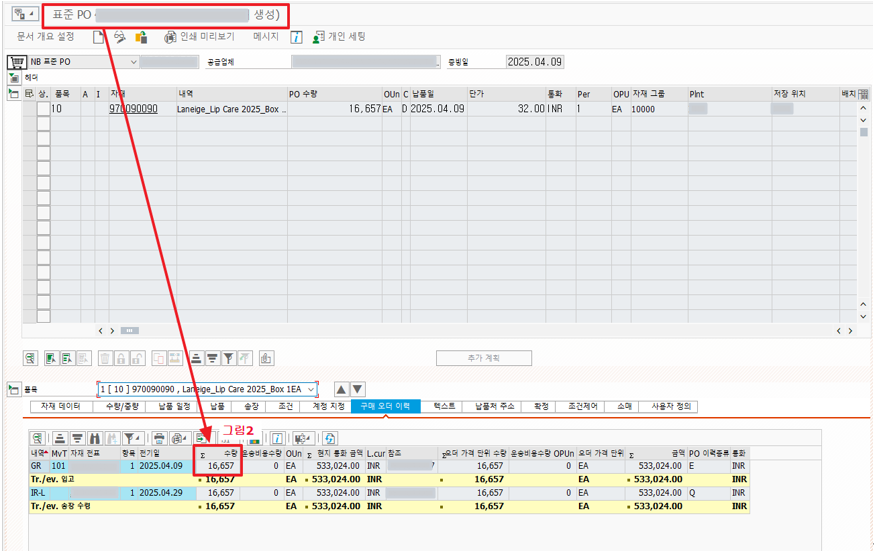 표준 PO 생성)
문서 개요 설정 인쇄 미리보기 메시지 개인 세팅
NB 표준 PO 공급업체 증빙일 2025.04.09
헤더
상. 품목 A I 자재 내역 PO 수량 OUn C 납품일 단가 통화 Per OPU 자재 그룹 Plnt 저장 위치 배치
10 970090090 Laneige_Lip Care 2025_Box .. 16,657 EA D 2025.04.09 32.00 INR 1 EA 10000
추가 계획
품목 1 [ 10 ] 970090090 , Laneige_Lip Care 2025_Box 1EA
자재 데이터 수량/중량 납품 일정 납품 송장 조건 계정 지정 구매 오더 이력 텍스트 납품처 주소 확정 조건제어 소매 사용자 정의
그림2
내역 MvT 자재 전표 항목 전기일 Σ 수량 운송비용수량 OUn Σ 현지 통화 금액 L.cur 참조 Σ오더 가격 단위 수량 운송비용수량 OPUn 오더 가격 단위 Σ 금액 PO 이력종류 통화
GR 101 1 2025.04.09 16,657 0 EA 533,024.00 INR 16,657 0 EA 533,024.00 E INR
Tr./ev. 입고 16,657 EA 533,024.00 INR 16,657 EA 533,024.00 INR
IR-L 1 2025.04.29 16,657 0 EA 533,024.00 INR 16,657 0 EA 533,024.00 Q INR
Tr./ev. 송장 수령 16,657 EA 533,024.00 INR 16,657 EA 533,024.00 INR